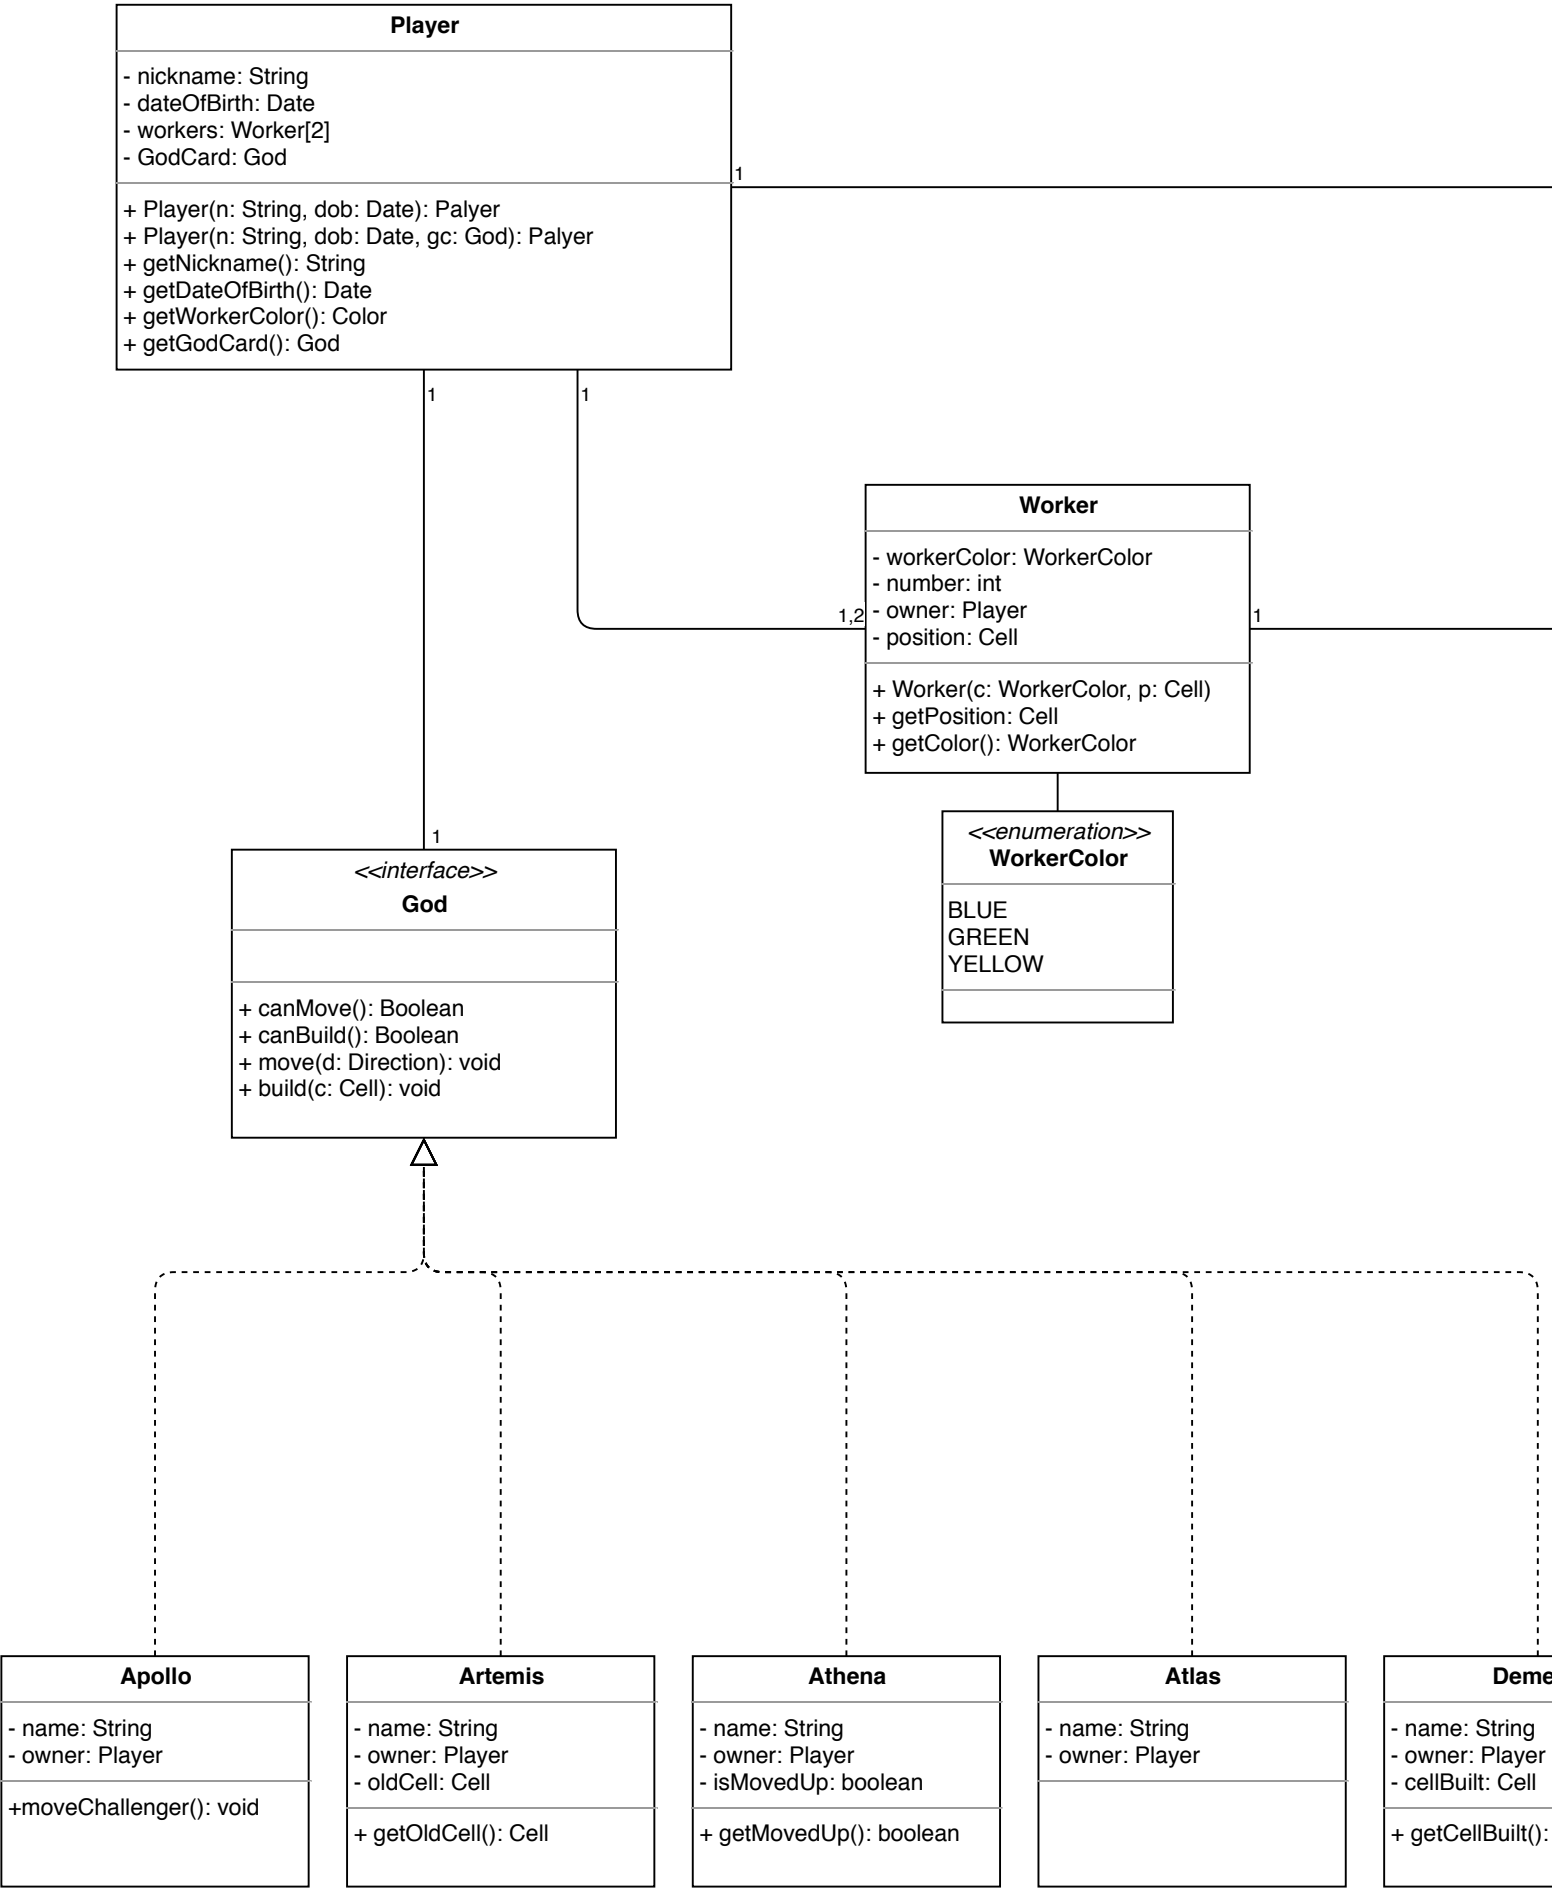 Player
- nickname: String
- dateOfBirth: Date
- workers: Worker[2]
- GodCard: God
1
+ Player(n: String, dob: Date): Palyer
+ Player(n: String, dob: Date, gc: God): Palyer
+ getNickname(): String
+ getDateOfBirth(): Date
+ getWorkerColor(): Color
+ getGodCard(): God
1
1
Worker
- workerColor: WorkerColor
- number: int
- owner: Player
- position: Cell
1,2
1
+ Worker(c: WorkerColor, p: Cell)
+ getPosition: Cell
+ getColor(): WorkerColor
<<enumeration>>
WorkerColor
BLUE
GREEN
YELLOW
1
<<interface>>
God
+ canMove(): Boolean
+ canBuild(): Boolean
+ move(d: Direction): void
+ build(c: Cell): void
Apollo
- name: String
- owner: Player
+moveChallenger(): void
Artemis
- name: String
- owner: Player
- oldCell: Cell
+ getOldCell(): Cell
Athena
- name: String
- owner: Player
- isMovedUp: boolean
+ getMovedUp(): boolean
Atlas
- name: String
- owner: Player
Deme
- name: String
- owner: Player
- cellBuilt: Cell
+ getCellBuilt():